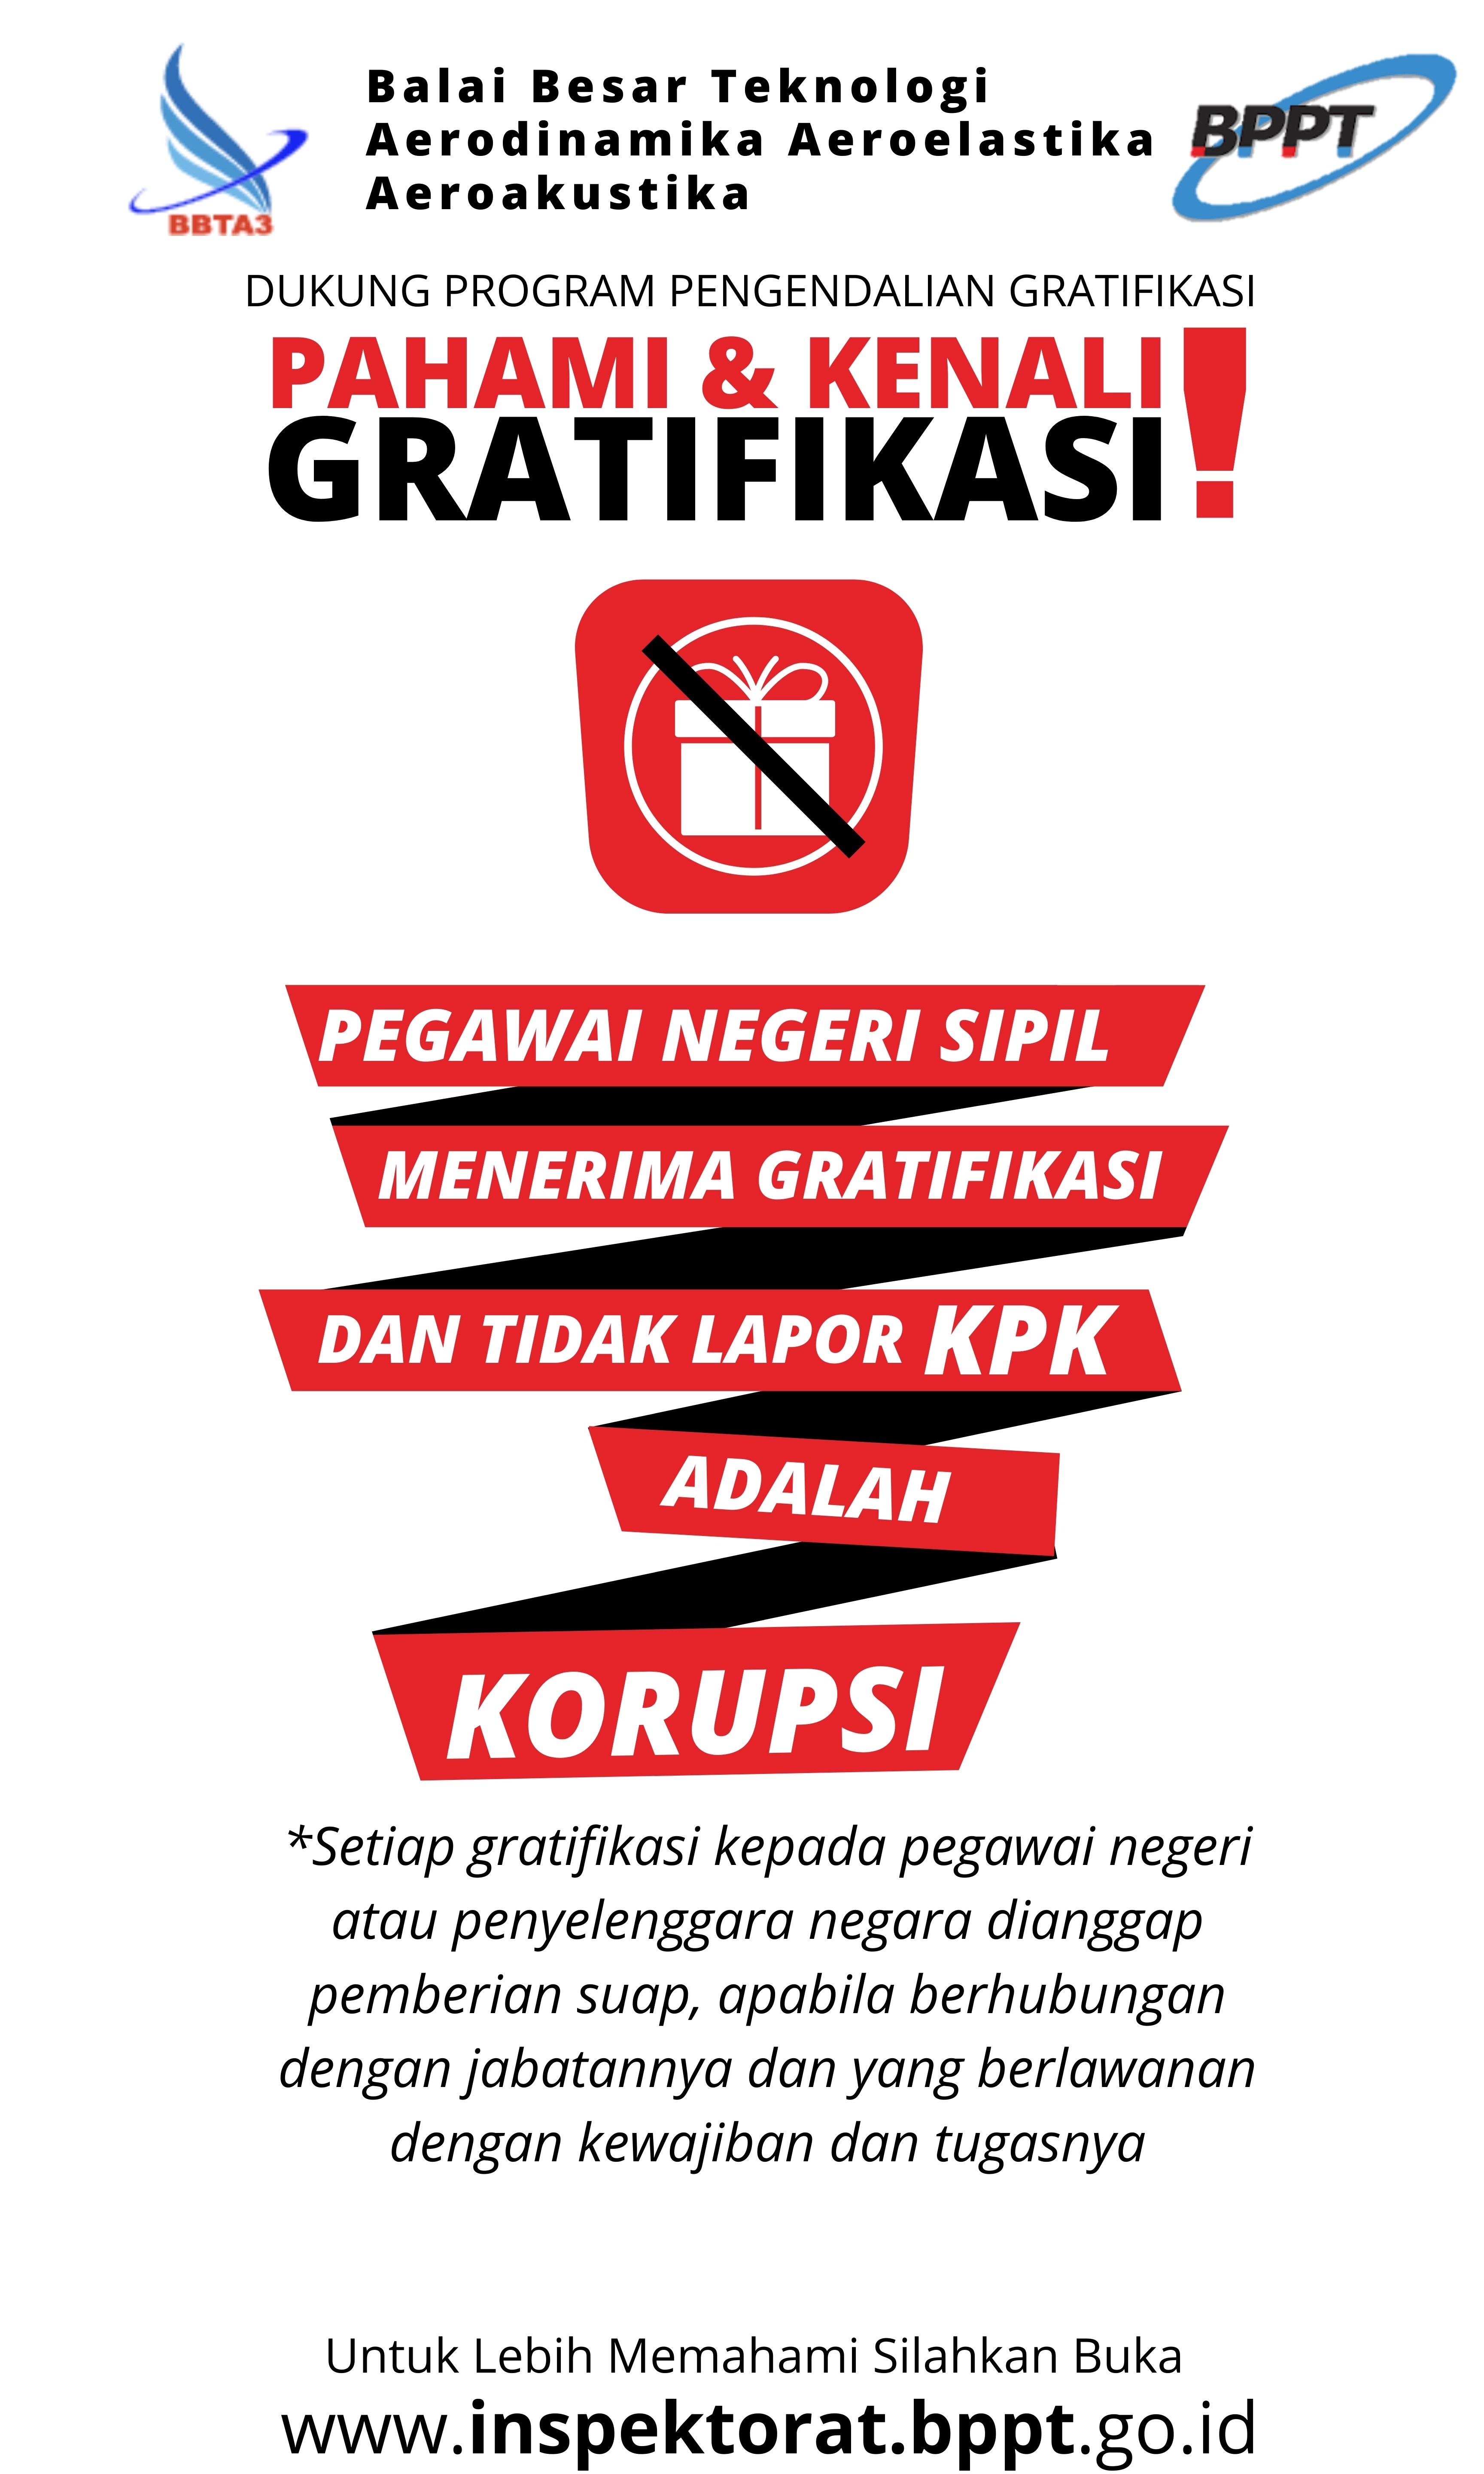 BBTA3
Balai Besar Teknologi
Aerodinamika Aeroelastika
Aeroakustika
BPPT
DUKUNG PROGRAM PENGENDALIAN GRATIFIKASI
PAHAMI & KENALI
GRATIFIKASI!
PEGAWAI NEGERI SIPIL
MENERIMA GRATIFIKASI
DAN TIDAK LAPOR KPK
ADALAH
KORUPSI
*Setiap gratifikasi kepada pegawai negeri
atau penyelenggara negara dianggap
pemberian suap, apabila berhubungan
dengan jabatannya dan yang berlawanan
dengan kewajiban dan tugasnya
Untuk Lebih Memahami Silahkan Buka
www.inspektorat.bppt.go.id